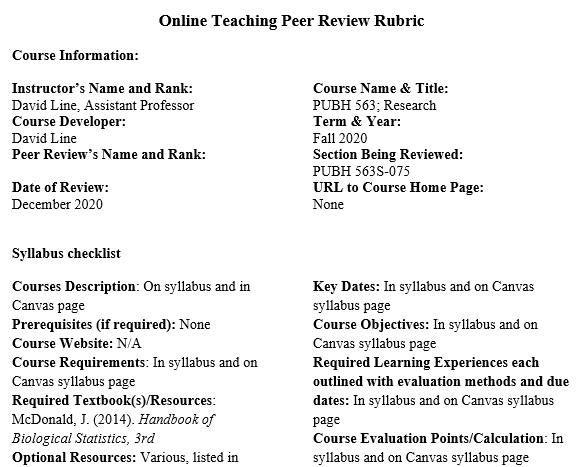 Online Teaching Peer Review Rubric
Course Information:
Instructor's Name and Rank:
David Line, Assistant Professor
Course Developer:
David Line
Peer Review's Name and Rank:
Date of Review:
December 2020
Course Name & Title:
PUBH 563; Research
Term & Year:
Fall 2020
Section Being Reviewed:
PUBH 563S-075
URL to Course Home Page:
None
Syllabus checklist
Courses Description: On syllabus and in
Canvas page
Prerequisites (if required): None
Course Website: N/A
Course Requirements: In syllabus and on
Canvas syllabus page
Required Textbook(s)/Resources:
McDonald, J. (2014). Handbook of
Biological Statistics, 3rd
Optional Resources: Various, listed in
Key Dates: In syllabus and on Canvas
syllabus page
Course Objectives: In syllabus and on
Canvas syllabus page
Required Learning Experiences each
outlined with evaluation methods and due
dates: In syllabus and on Canvas syllabus
page
Course Evaluation Points/Calculation: In
syllabus and on Canvas syllabus page